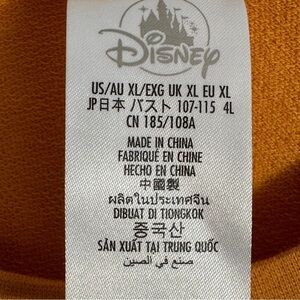 Disney
US/AU XL/EXG UK XL EU XL
JP日本 バスト 107-115 4L
CN 185/108A
MADE IN CHINA
FABRIQUÉ EN CHINE
HECHO EN CHINA
中國製
ผลิตในประเทศจีน
DIBUAT DI TIONGKOK
중국산
SẢN XUẤT TẠI TRUNG QUỐC
صنع في الصين